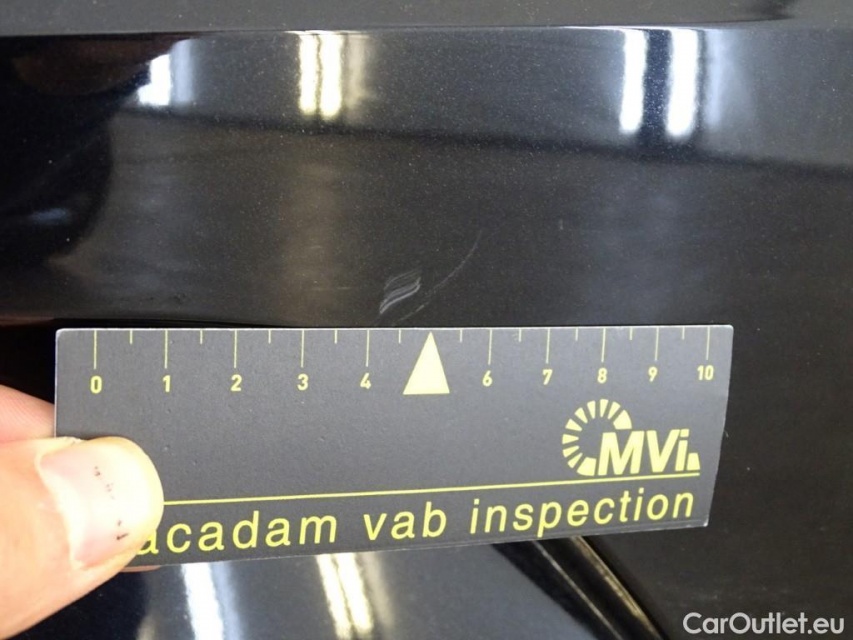 0 1 2 3 4 6 7 8 9 10
MVi
acadam vab inspection
CarOutlet.eu